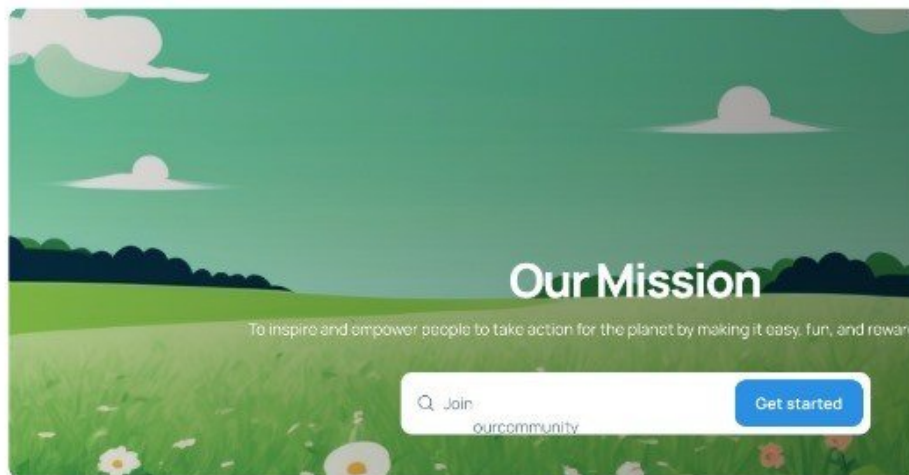 Our Mission
To inspire and empower people to take action for the planet by making it easy, fun, and rewar
Join
ourcommunity
Get started